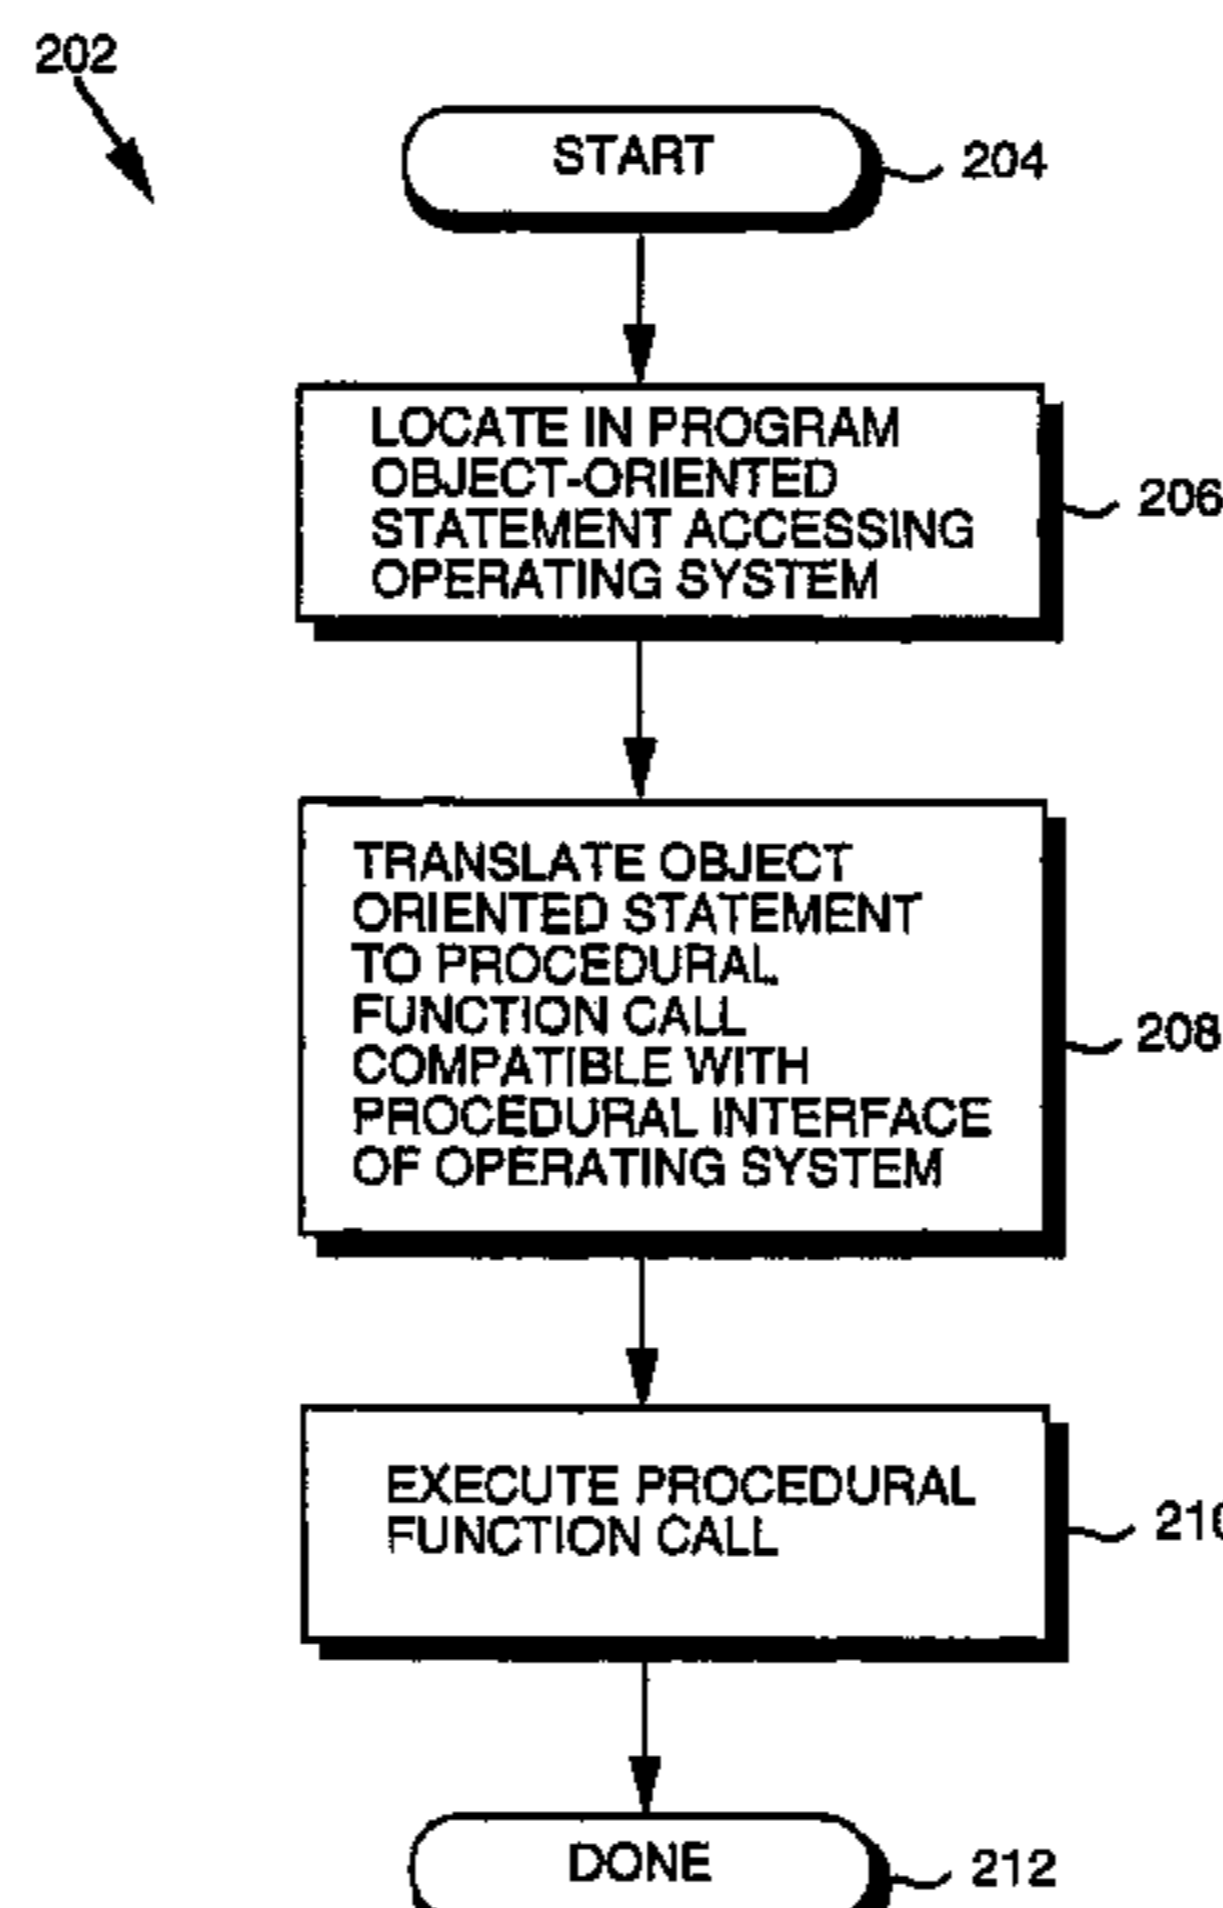 202
START
204
LOCATE IN PROGRAM
OBJECT-ORIENTED
STATEMENT ACCESSING
OPERATING SYSTEM
206
TRANSLATE OBJECT
ORIENTED STATEMENT
TO PROCEDURAL
FUNCTION CALL
COMPATIBLE WITH
PROCEDURAL INTERFACE
OF OPERATING SYSTEM
208
EXECUTE PROCEDURAL
FUNCTION CALL
210
DONE
212